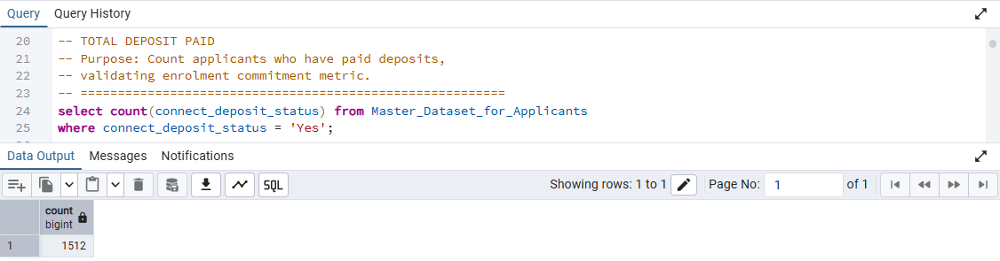 Query Query History
20 -- TOTAL DEPOSIT PAID
21 -- Purpose: Count applicants who have paid deposits,
22 -- validating enrolment commitment metric.
23 -- =========================================================
24 select count(connect_deposit_status) from Master_Dataset_for_Applicants
25 where connect_deposit_status = 'Yes';
Data Output Messages Notifications
SQL Showing rows: 1 to 1 Page No: 1 of 1
count
bigint
1 1512